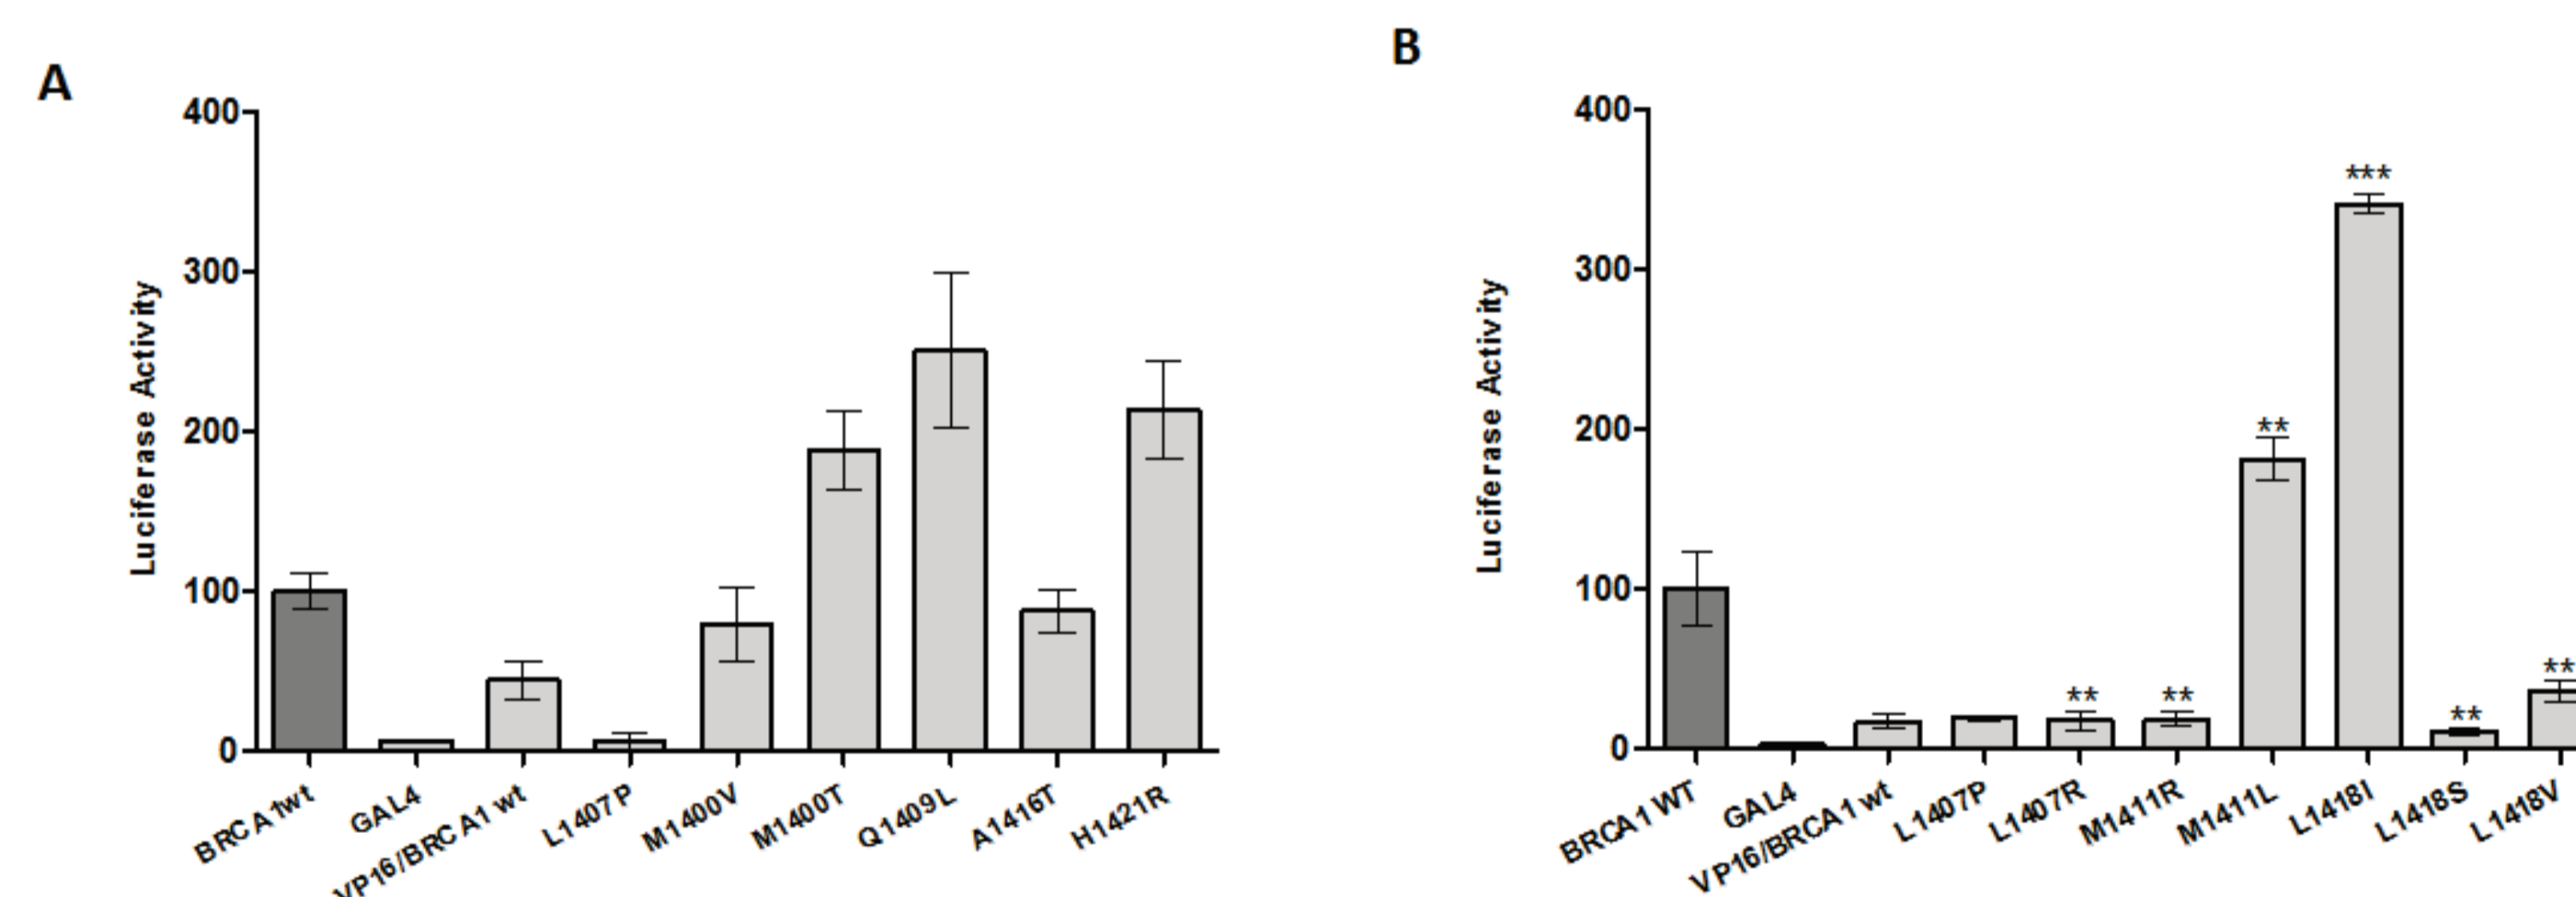 A
400
300
200
100
0
Luciferase Activity
BRCA1wt
GAL4
VP16/BRCA1 wt
L1407P
M1400V
M1400T
Q1409L
A1416T
H1421R
B
400
300
200
100
0
Luciferase Activity
**
**
**
***
**
**
BRCA1 WT
GAL4
VP16/BRCA1 wt
L1407P
L1407R
M1411R
M1411L
L1418I
L1418S
L1418V